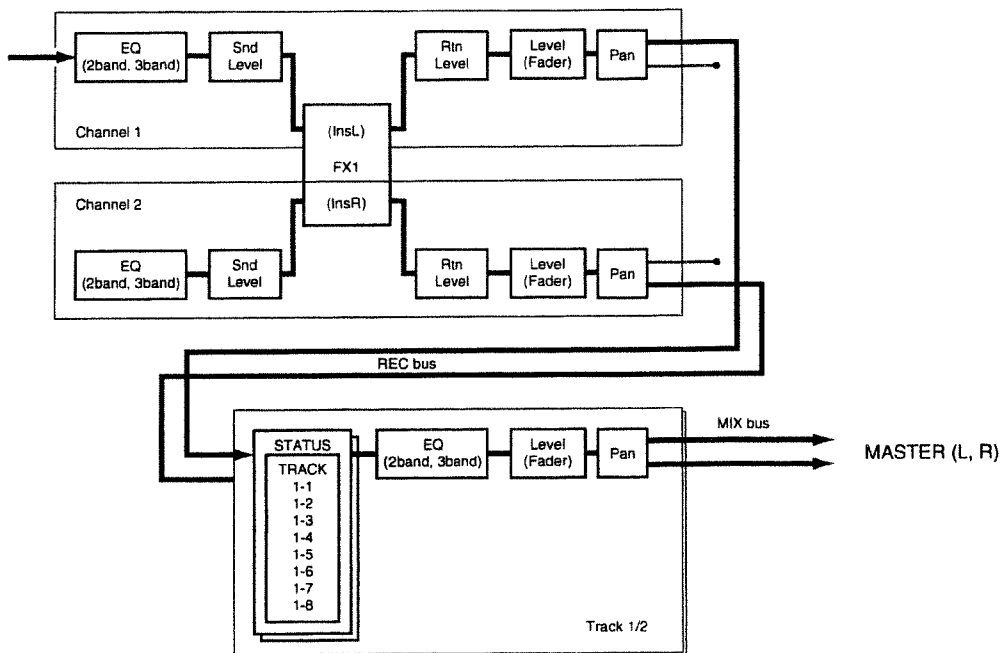 EQ
(2band, 3band)
Snd
Level
Rtn
Level
Level
(Fader)
Pan
Channel 1
(InsL)
FX1
(InsR)
Channel 2
EQ
(2band, 3band)
Snd
Level
Rtn
Level
Level
(Fader)
Pan
REC bus
STATUS
TRACK
1-1
1-2
1-3
1-4
1-5
1-6
1-7
1-8
EQ
(2band, 3band)
Level
(Fader)
Pan
MIX bus
MASTER (L, R)
Track 1/2